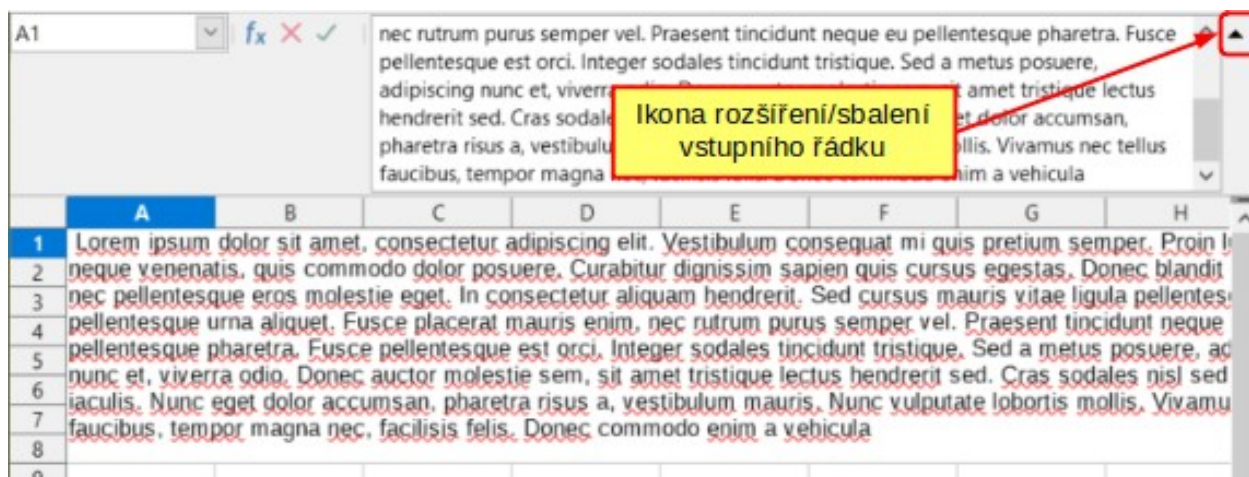 A1
fx
nec rutrum purus semper vel. Praesent tincidunt neque eu pellentesque pharetra. Fusce
pellentesque est orci. Integer sodales tincidunt tristique. Sed a metus posuere,
adipiscing nunc et, viverra amet tristique lectus
hendrerit sed. Cras sodales et dolor accumsan,
pharetra risus a, vestibulu mollis. Vivamus nec tellus
faucibus, tempor magna enim a vehicula
Ikona rozšíření/sbalení
vstupního řádku
A B C D E F G H
1 Lorem ipsum dolor sit amet, consectetur adipiscing elit. Vestibulum consequat mi quis pretium semper. Proin
2 neque venenatis, quis commodo dolor posuere. Curabitur dignissim sapien quis cursus egestas. Donec blandit
3 nec pellentesque eros molestie eget. In consectetur aliquam hendrerit. Sed cursus mauris vitae ligula pellentes
4 pellentesque urna aliquet. Fusce placerat mauris enim, nec rutrum purus semper vel. Praesent tincidunt neque
5 pellentesque pharetra. Fusce pellentesque est orci. Integer sodales tincidunt tristique. Sed a metus posuere, ad
6 nunc et, viverra odio. Donec auctor molestie sem, sit amet tristique lectus hendrerit sed. Cras sodales nisl sed
7 iaculis. Nunc eget dolor accumsan, pharetra risus a, vestibulum mauris. Nunc vulputate lobortis mollis. Vivamu
8 faucibus, tempor magna nec, facilisis felis. Donec commodo enim a vehicula